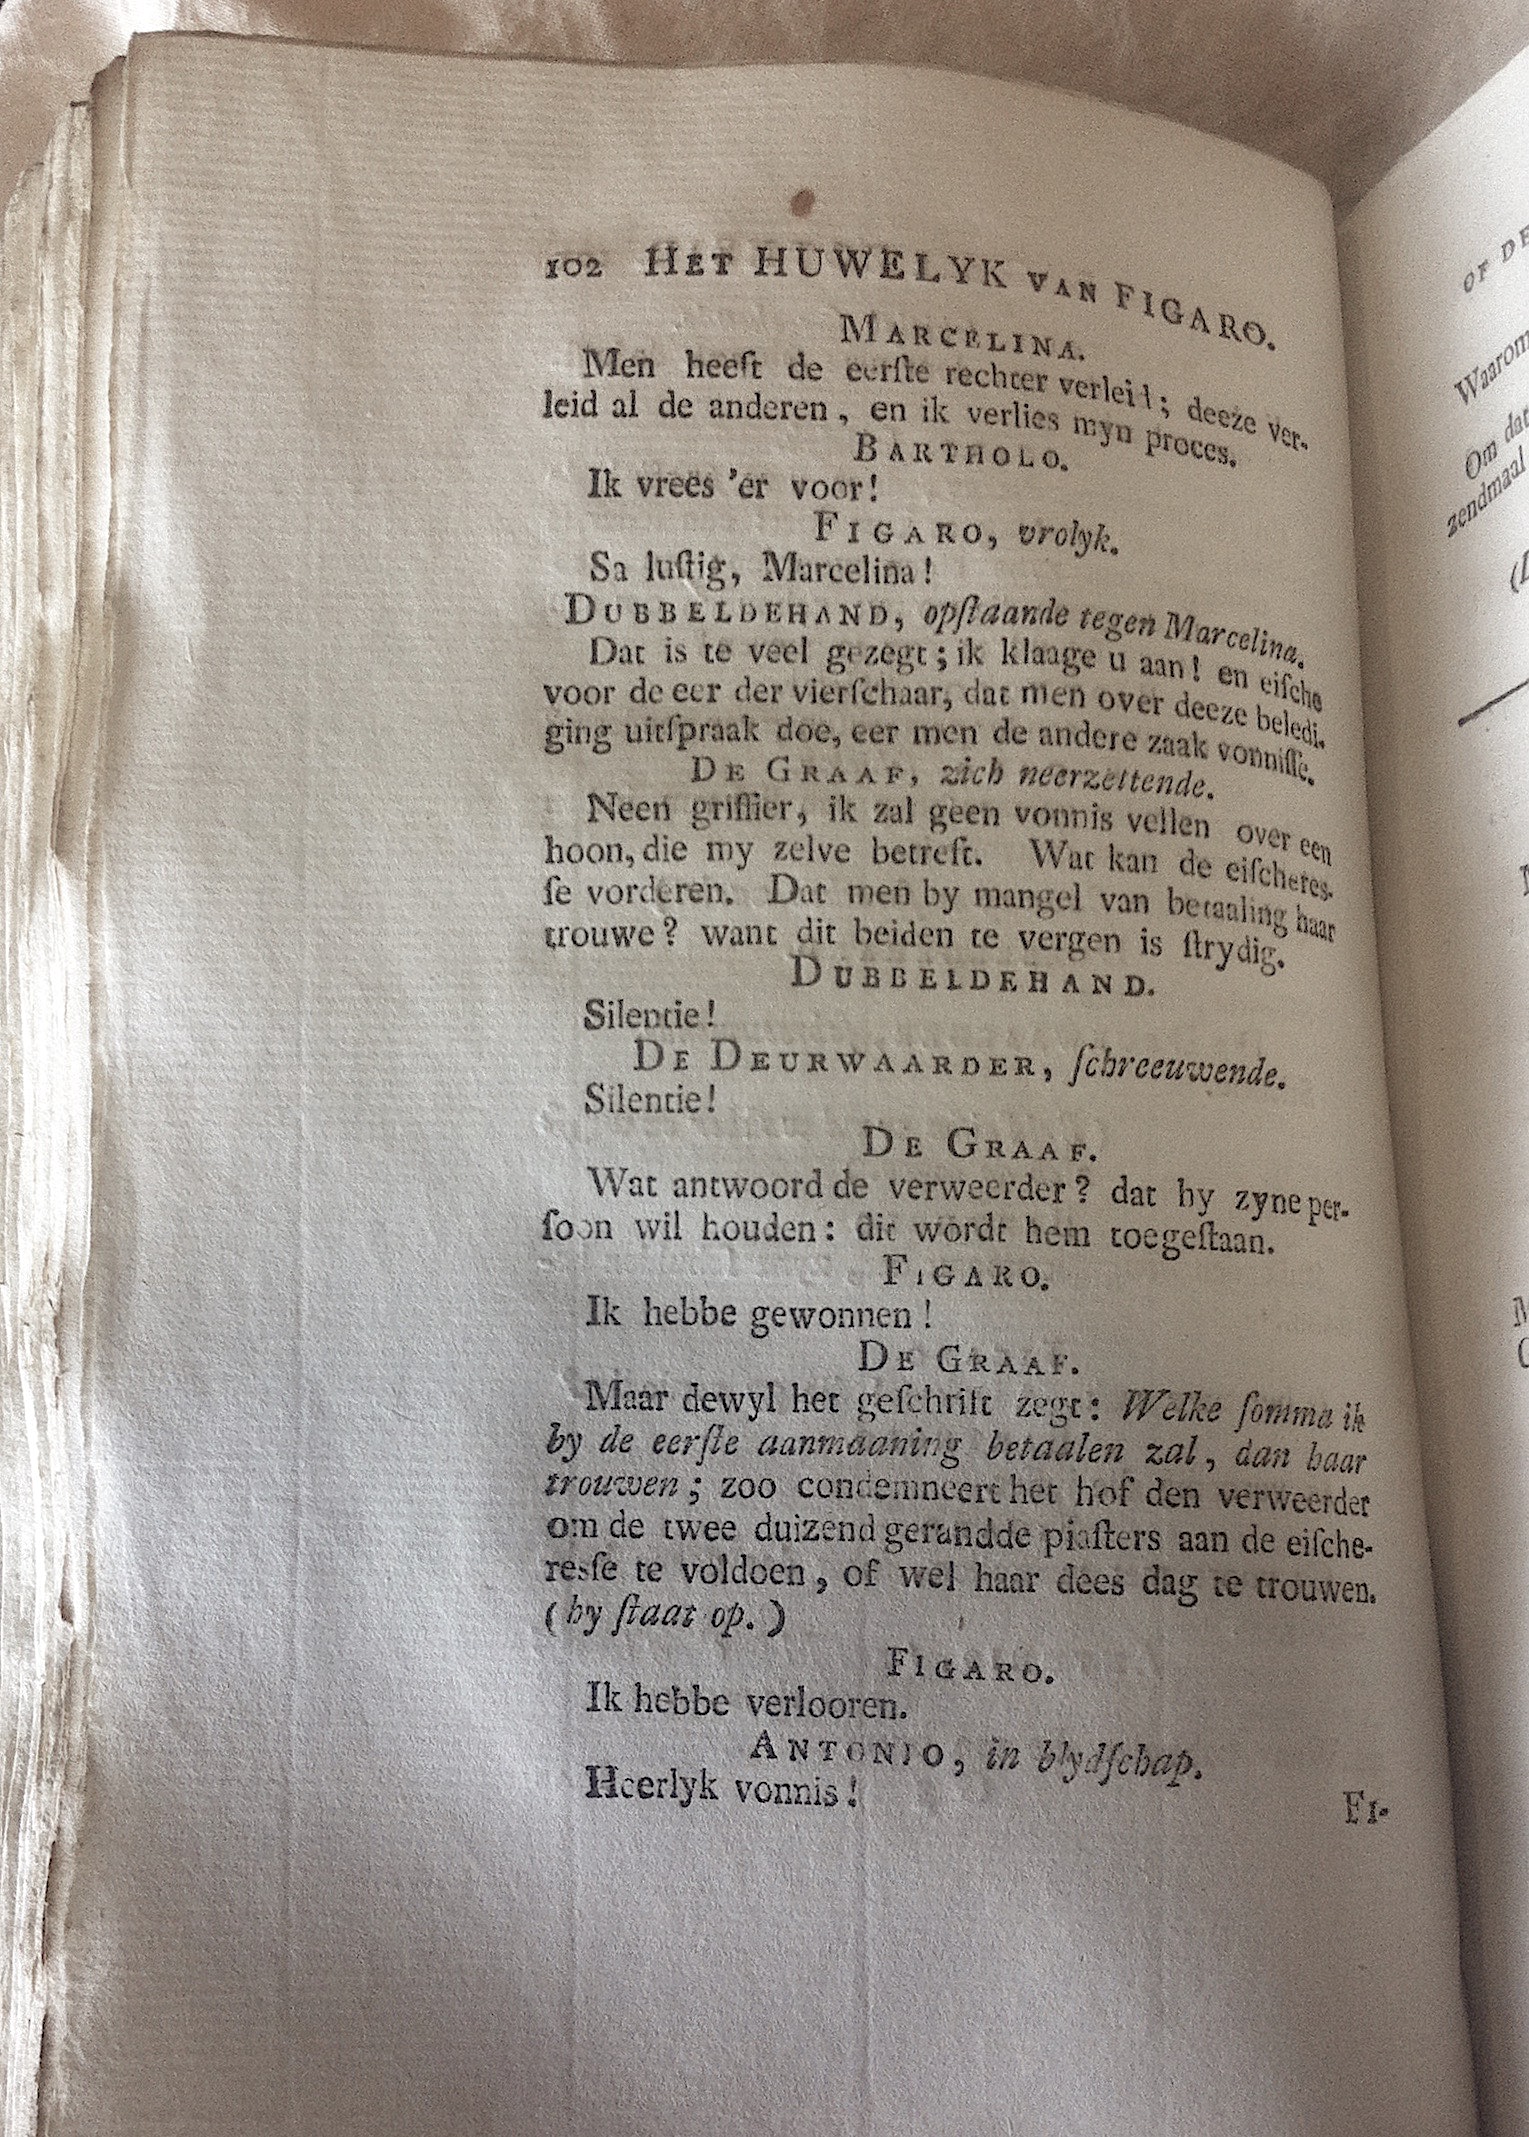 102 HET HUWELYK VAN FIGARO.
MARCELINA.
Men heeft de eerſte rechter verleid; deeze ver-
leid al de anderen, en ik verlies myn proces.
BARTHOLO.
Ik vrees 'er voor!
FIGARO, vrolyk.
Sa luſtig, Marcelina!
DUBBELDEHAND, opſtaande tegen Marcelina.
Dat is te veel gezegt; ik klaage u aan! en eiſche
voor de eer der vierſchaar, dat men over deeze beledi-
ging uitſpraak doe, eer men de andere zaak vonniſſe.
DE GRAAF, zich neerzettende.
Neen griffier, ik zal geen vonnis vellen over een
hoon, die my zelve betreft. Wat kan de eiſcheres-
ſe vorderen. Dat men by mangel van betaaling haar
trouwe? want dit beiden te vergen is ſtrydig.
DUBBELDEHAND.
Silentie!
DE DEURWAARDER, ſchreeuwende.
Silentie!
DE GRAAF.
Wat antwoord de verweerder? dat hy zyne per-
ſoon wil houden: dit wordt hem toegeſtaan.
FIGARO.
Ik hebbe gewonnen!
DE GRAAF.
Maar dewyl het geſchrift zegt: Welke ſomma ik
by de eerſte aanmaaning betaalen zal, dan haar
trouwen; zoo condemneert het hof den verweerder
om de twee duizend gerandde piaſters aan de eiſche-
resſe te voldoen, of wel haar dees dag te trouwen.
(hy ſtaat op.)
FIGARO.
Ik hebbe verlooren.
ANTONIO, in blydſchap.
Heerlyk vonnis!
FI-
OF DE
Waarom
Om dat
zendmaal